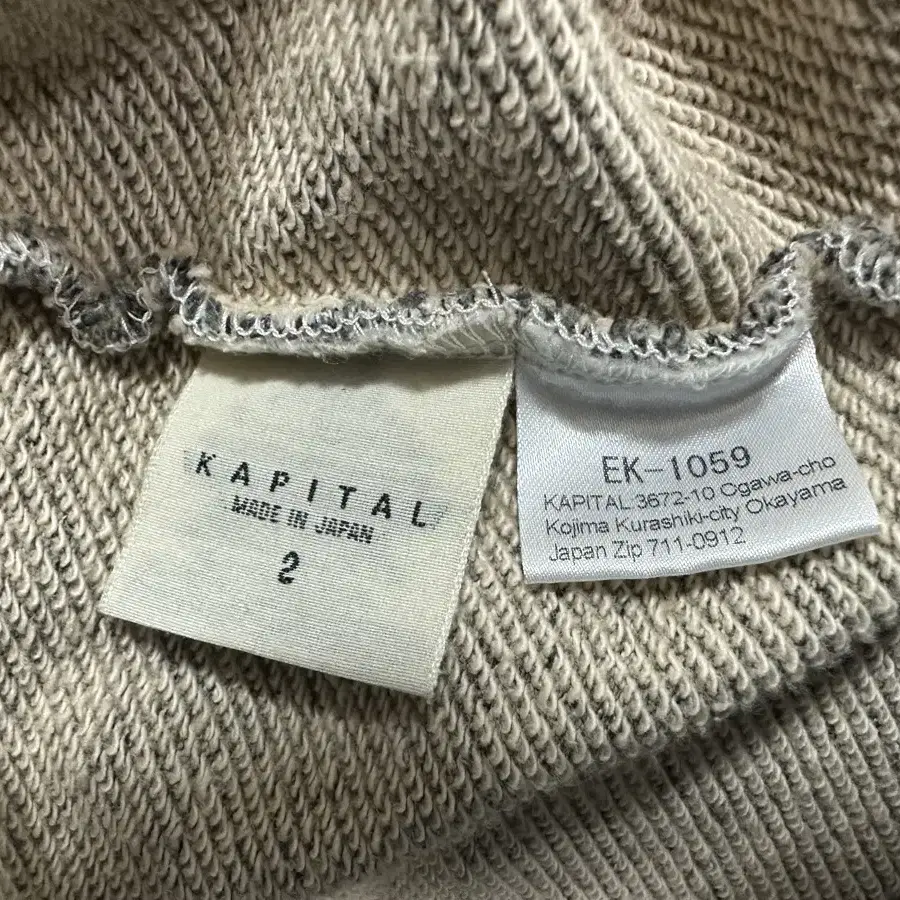 KAPITAL
MADE IN JAPAN
2
EK-1059
KAPITAL 3672-10 Ogawa-cho
Kojima Kurashiki-city Okayama
Japan Zip 711-0912